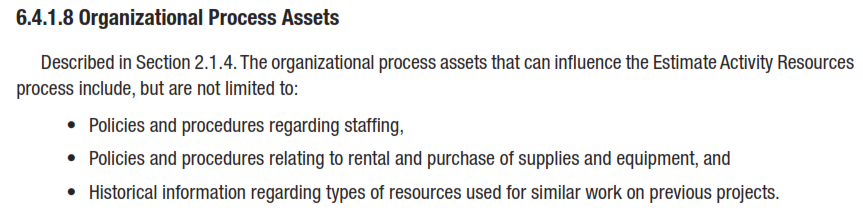 6.4.1.8 Organizational Process Assets
Described in Section 2.1.4. The organizational process assets that can influence the Estimate Activity Resources
process include, but are not limited to:
• Policies and procedures regarding staffing,
• Policies and procedures relating to rental and purchase of supplies and equipment, and
• Historical information regarding types of resources used for similar work on previous projects.